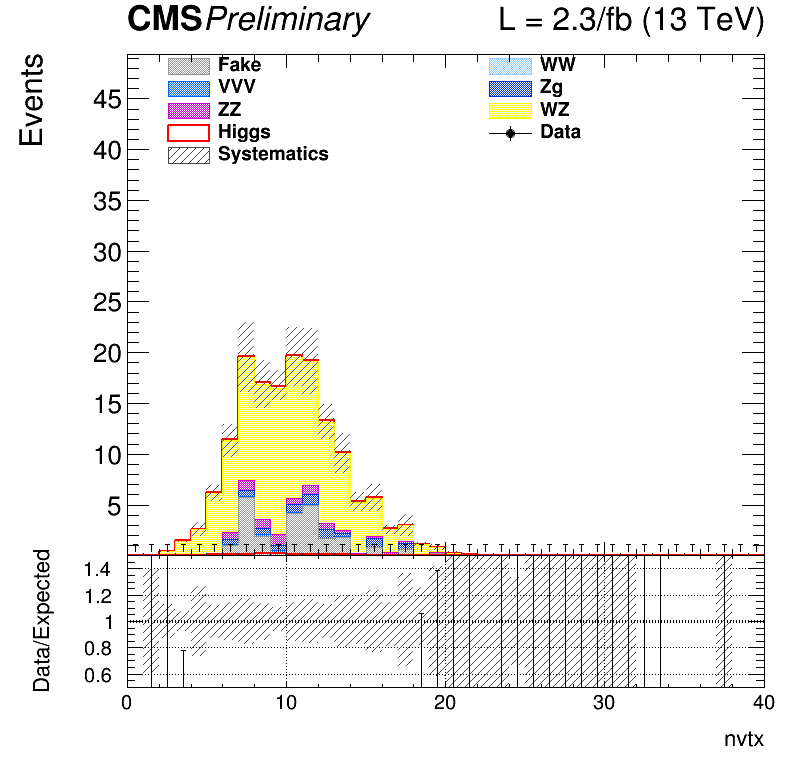 CMS Preliminary L = 2.3/fb (13 TeV)
Events
Fake WW
VVV Zg
ZZ WZ
Higgs Data
Systematics
45
40
35
30
25
20
15
10
5
Data/Expected
1.4
1.2
1
0.8
0.6
0 10 20 30 40
nvtx